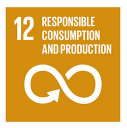 12 RESPONSIBLE
CONSUMPTION
AND PRODUCTION